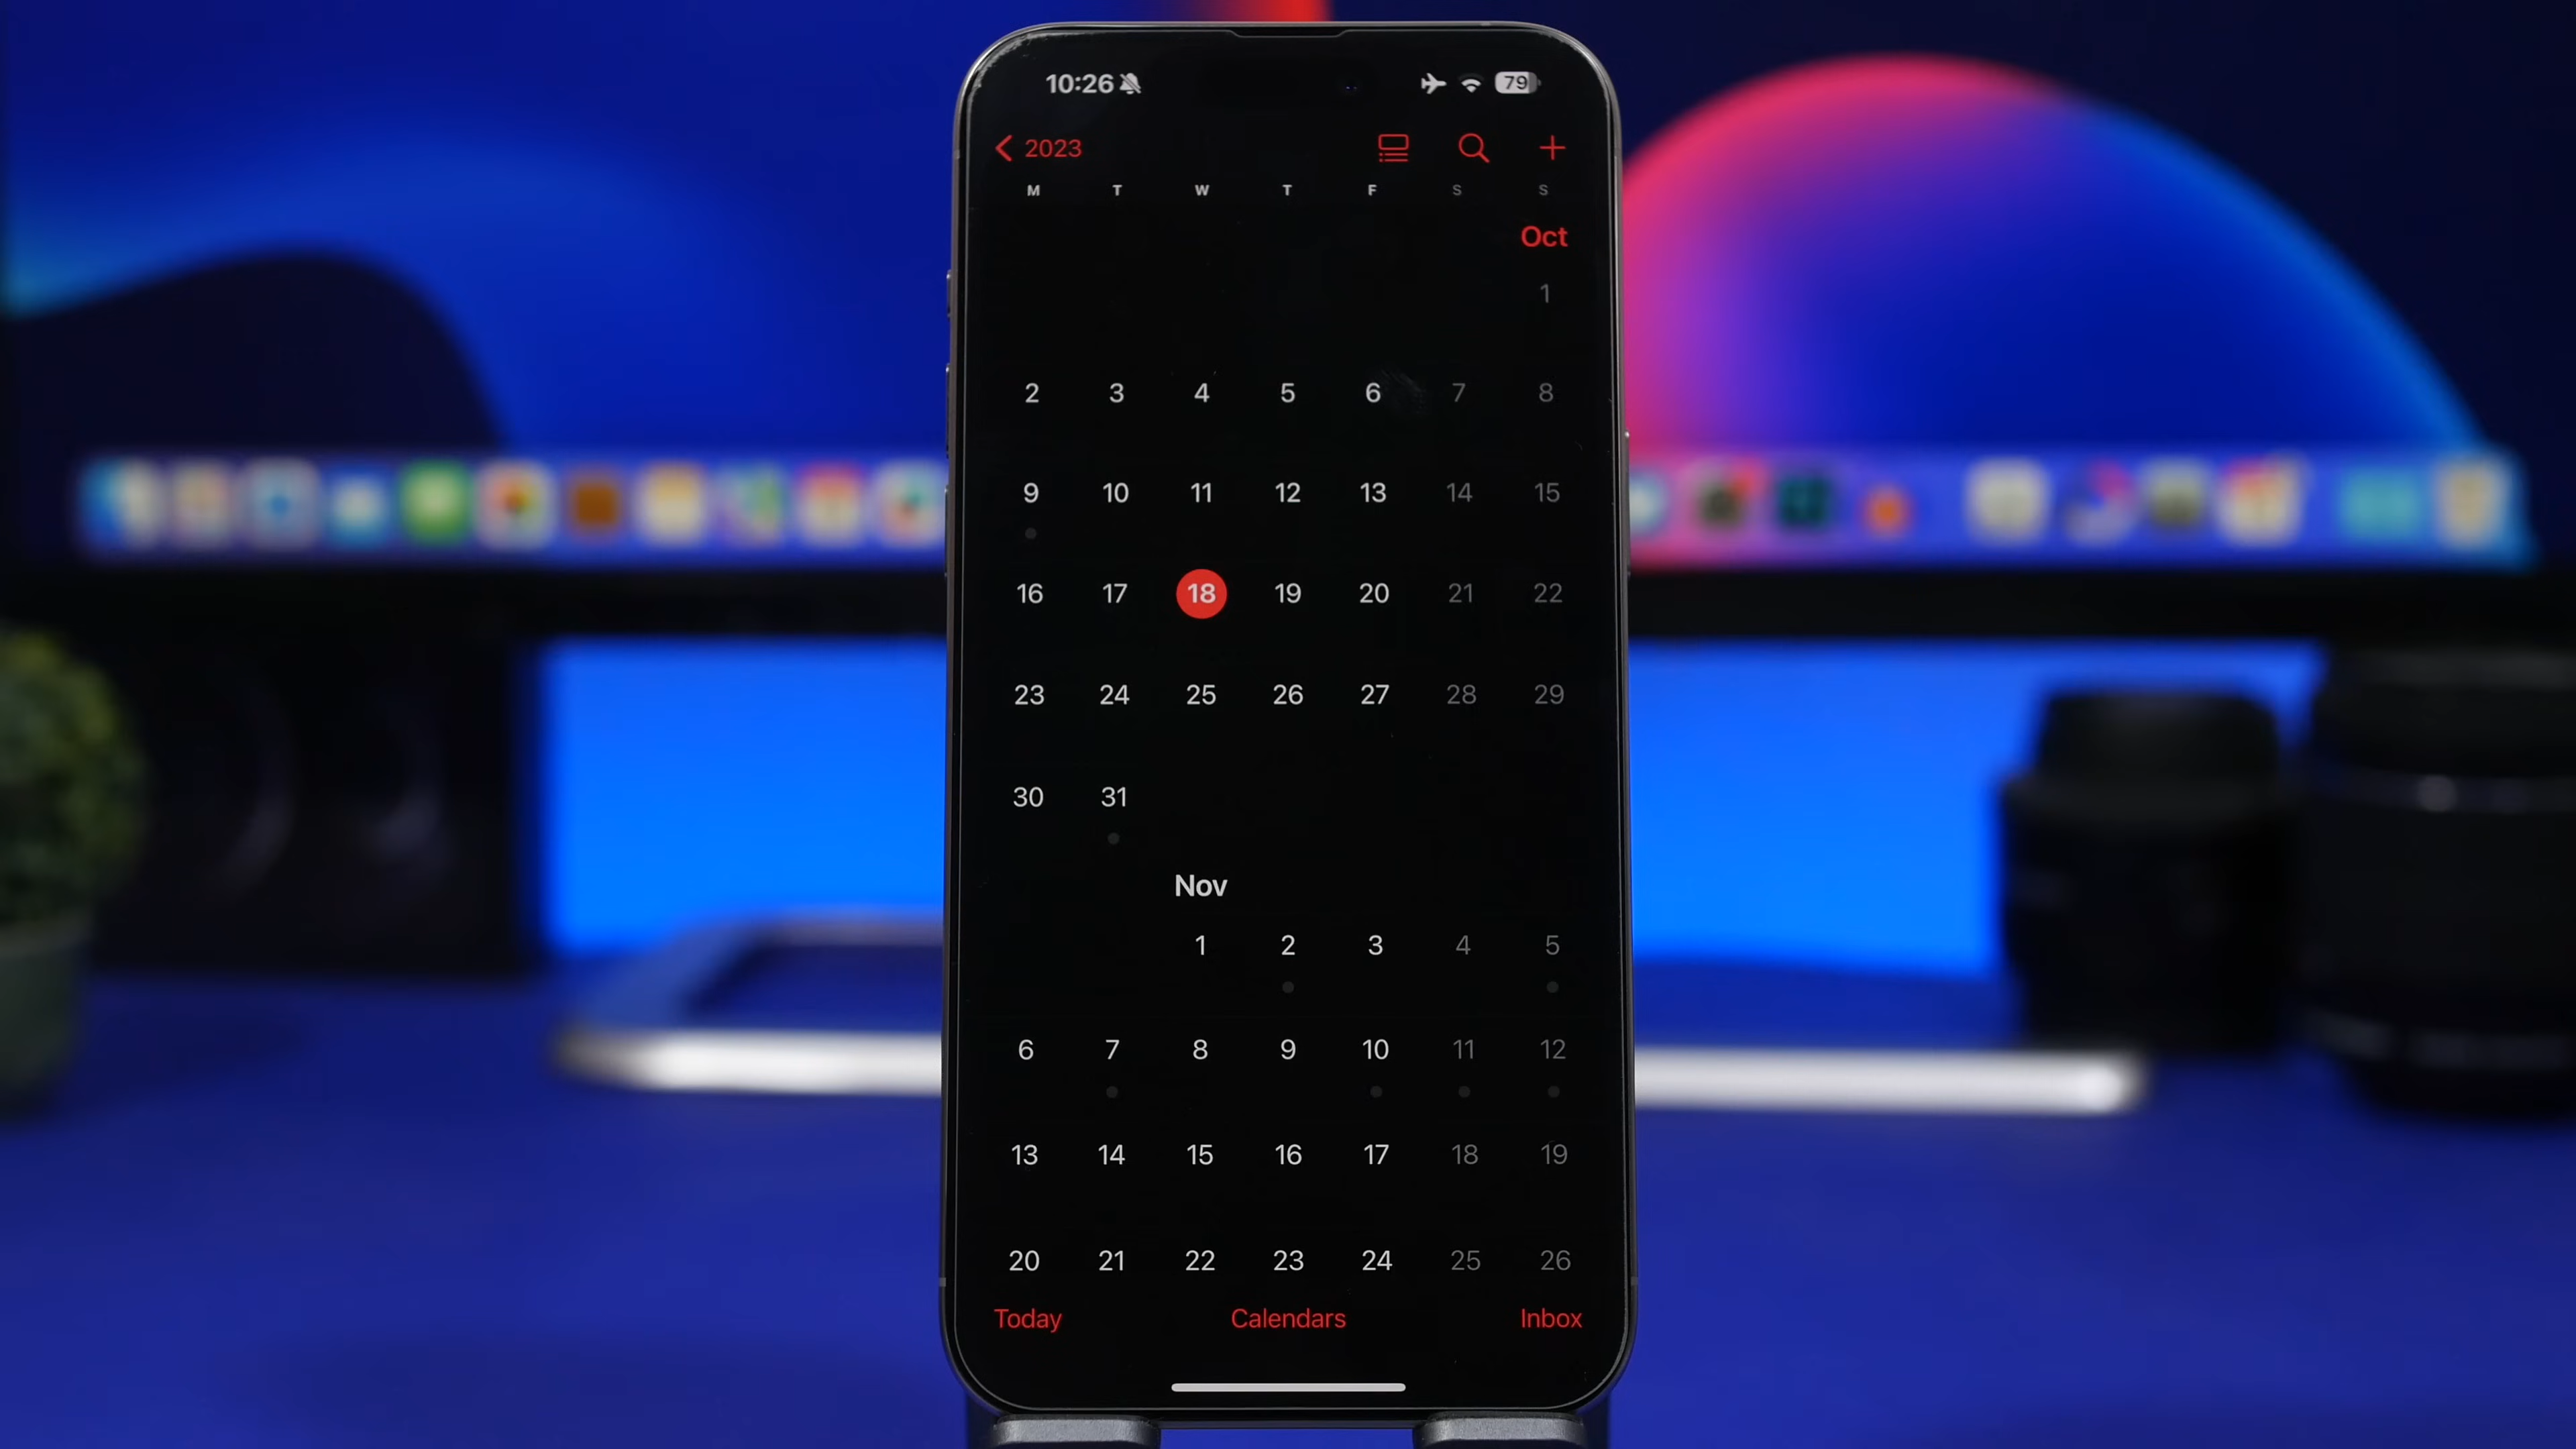 10:26 79
2023
M T W T F S S
Oct
1
2 3 4 5 6 7 8
9 10 11 12 13 14 15
16 17 18 19 20 21 22
23 24 25 26 27 28 29
30 31
Nov
1 2 3 4 5
6 7 8 9 10 11 12
13 14 15 16 17 18 19
20 21 22 23 24 25 26
Today Calendars Inbox